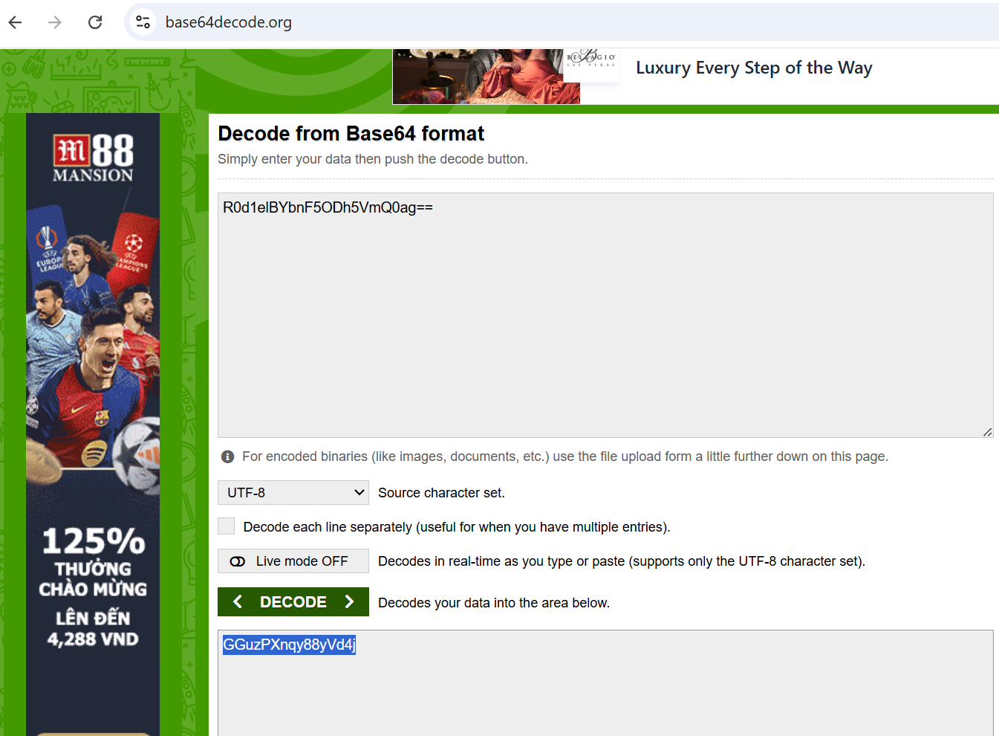 base64decode.org
BELLAGIO
LAS VEGAS
Luxury Every Step of the Way
M88
MANSION
UEFA
EUROPA
LEAGUE
UEFA
CHAMPIONS
LEAGUE
125%
THƯỞNG
CHÀO MỪNG
LÊN ĐẾN
4,288 VND
Decode from Base64 format
Simply enter your data then push the decode button.
R0d1elBYbnF5ODh5VmQ0ag==
For encoded binaries (like images, documents, etc.) use the file upload form a little further down on this page.
UTF-8 Source character set.
Decode each line separately (useful for when you have multiple entries).
Live mode OFF Decodes in real-time as you type or paste (supports only the UTF-8 character set).
DECODE Decodes your data into the area below.
GGuzPXnqy88yVd4j